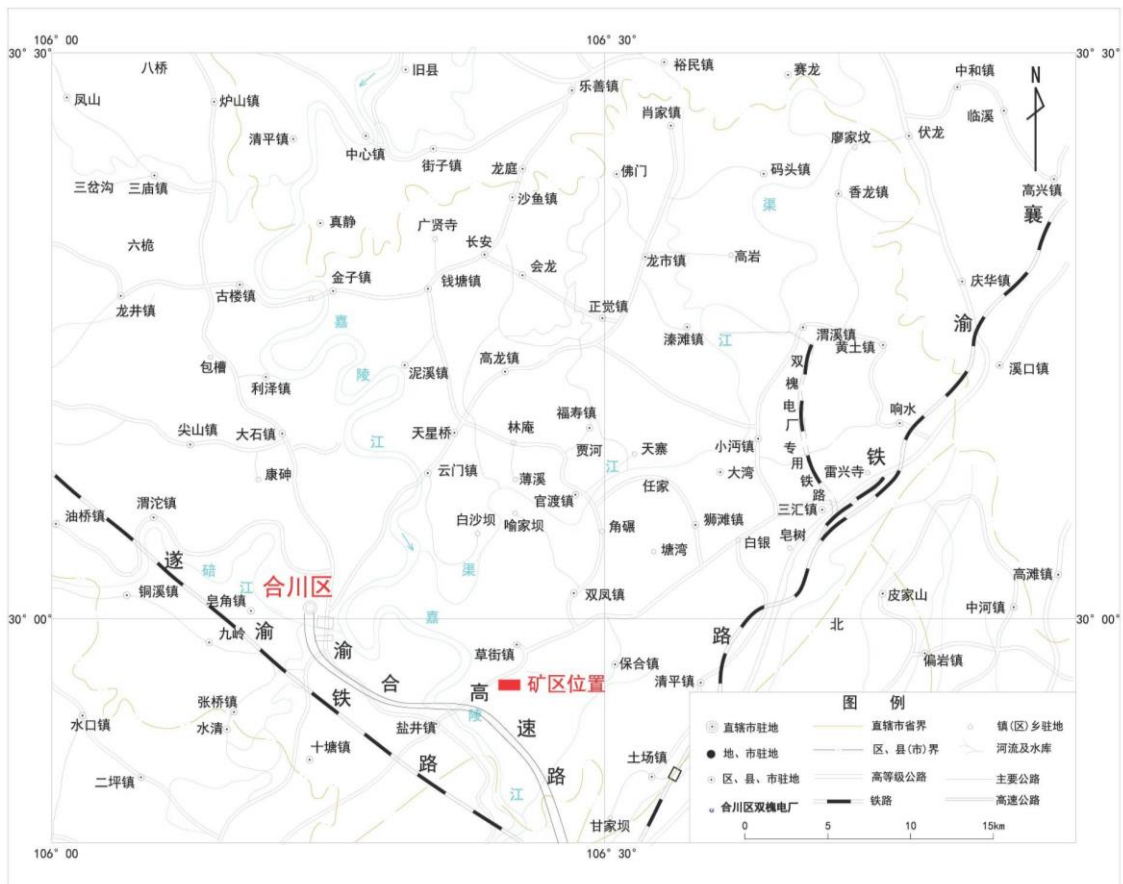 106° 00
106° 30
30° 30
30° 30
八桥
旧县
裕民镇
赛龙
中和镇
N
凤山
炉山镇
乐善镇
肖家镇
临溪
清平镇
中心镇
街子镇
龙庭
佛门
廖家坟
伏龙
码头镇
三岔沟
三庙镇
沙鱼镇
渠
香龙镇
高兴镇
真静
广贤寺
襄
六桅
长安
会龙
龙市镇
高岩
金子镇
钱塘镇
庆华镇
古楼镇
龙井镇
正觉镇
嘉
渝
溱滩镇
江
渭溪镇
黄土镇
包槽
利泽镇
陵
泥溪镇
高龙镇
双
溪口镇
槐
福寿镇
电
响水
尖山镇
大石镇
江
天星桥
林庵
厂
贾河
天寨
小沔镇
专
铁
康砷
云门镇
薄溪
江
大湾
用
雷兴寺
渭沱镇
官渡镇
任家
铁
油桥镇
路
三汇镇
白沙坝
喻家坝
角碾
狮滩镇
遂
白银
皂树
碚
渠
塘湾
江
合川区
高滩镇
铜溪镇
皂角镇
双凤镇
皮家山
中河镇
30° 00
30° 00
九岭
渝
嘉
路
北
渝
草街镇
保合镇
偏岩镇
合
高
矿区位置
清平镇
铁
张桥镇
陵
速
水口镇
水清
盐井镇
十塘镇
路
路
土场镇
二坪镇
江
甘家坝
图 例
直辖市驻地
直辖市省界
镇(区)乡驻地
地、市驻地
区、县(市)界
河流及水库
区、县、市驻地
高等级公路
主要公路
合川区双槐电厂
铁路
高速公路
0
5
10
15km
106° 00
106° 30